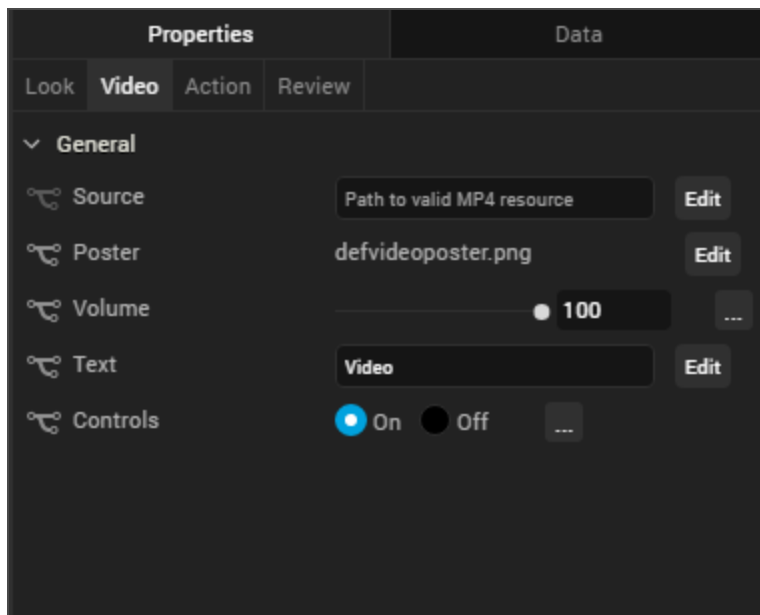 Properties Data
Look Video Action Review
General
Source Path to valid MP4 resource Edit
Poster defvideoposter.png Edit
Volume 100 ...
Text Video Edit
Controls On Off ...